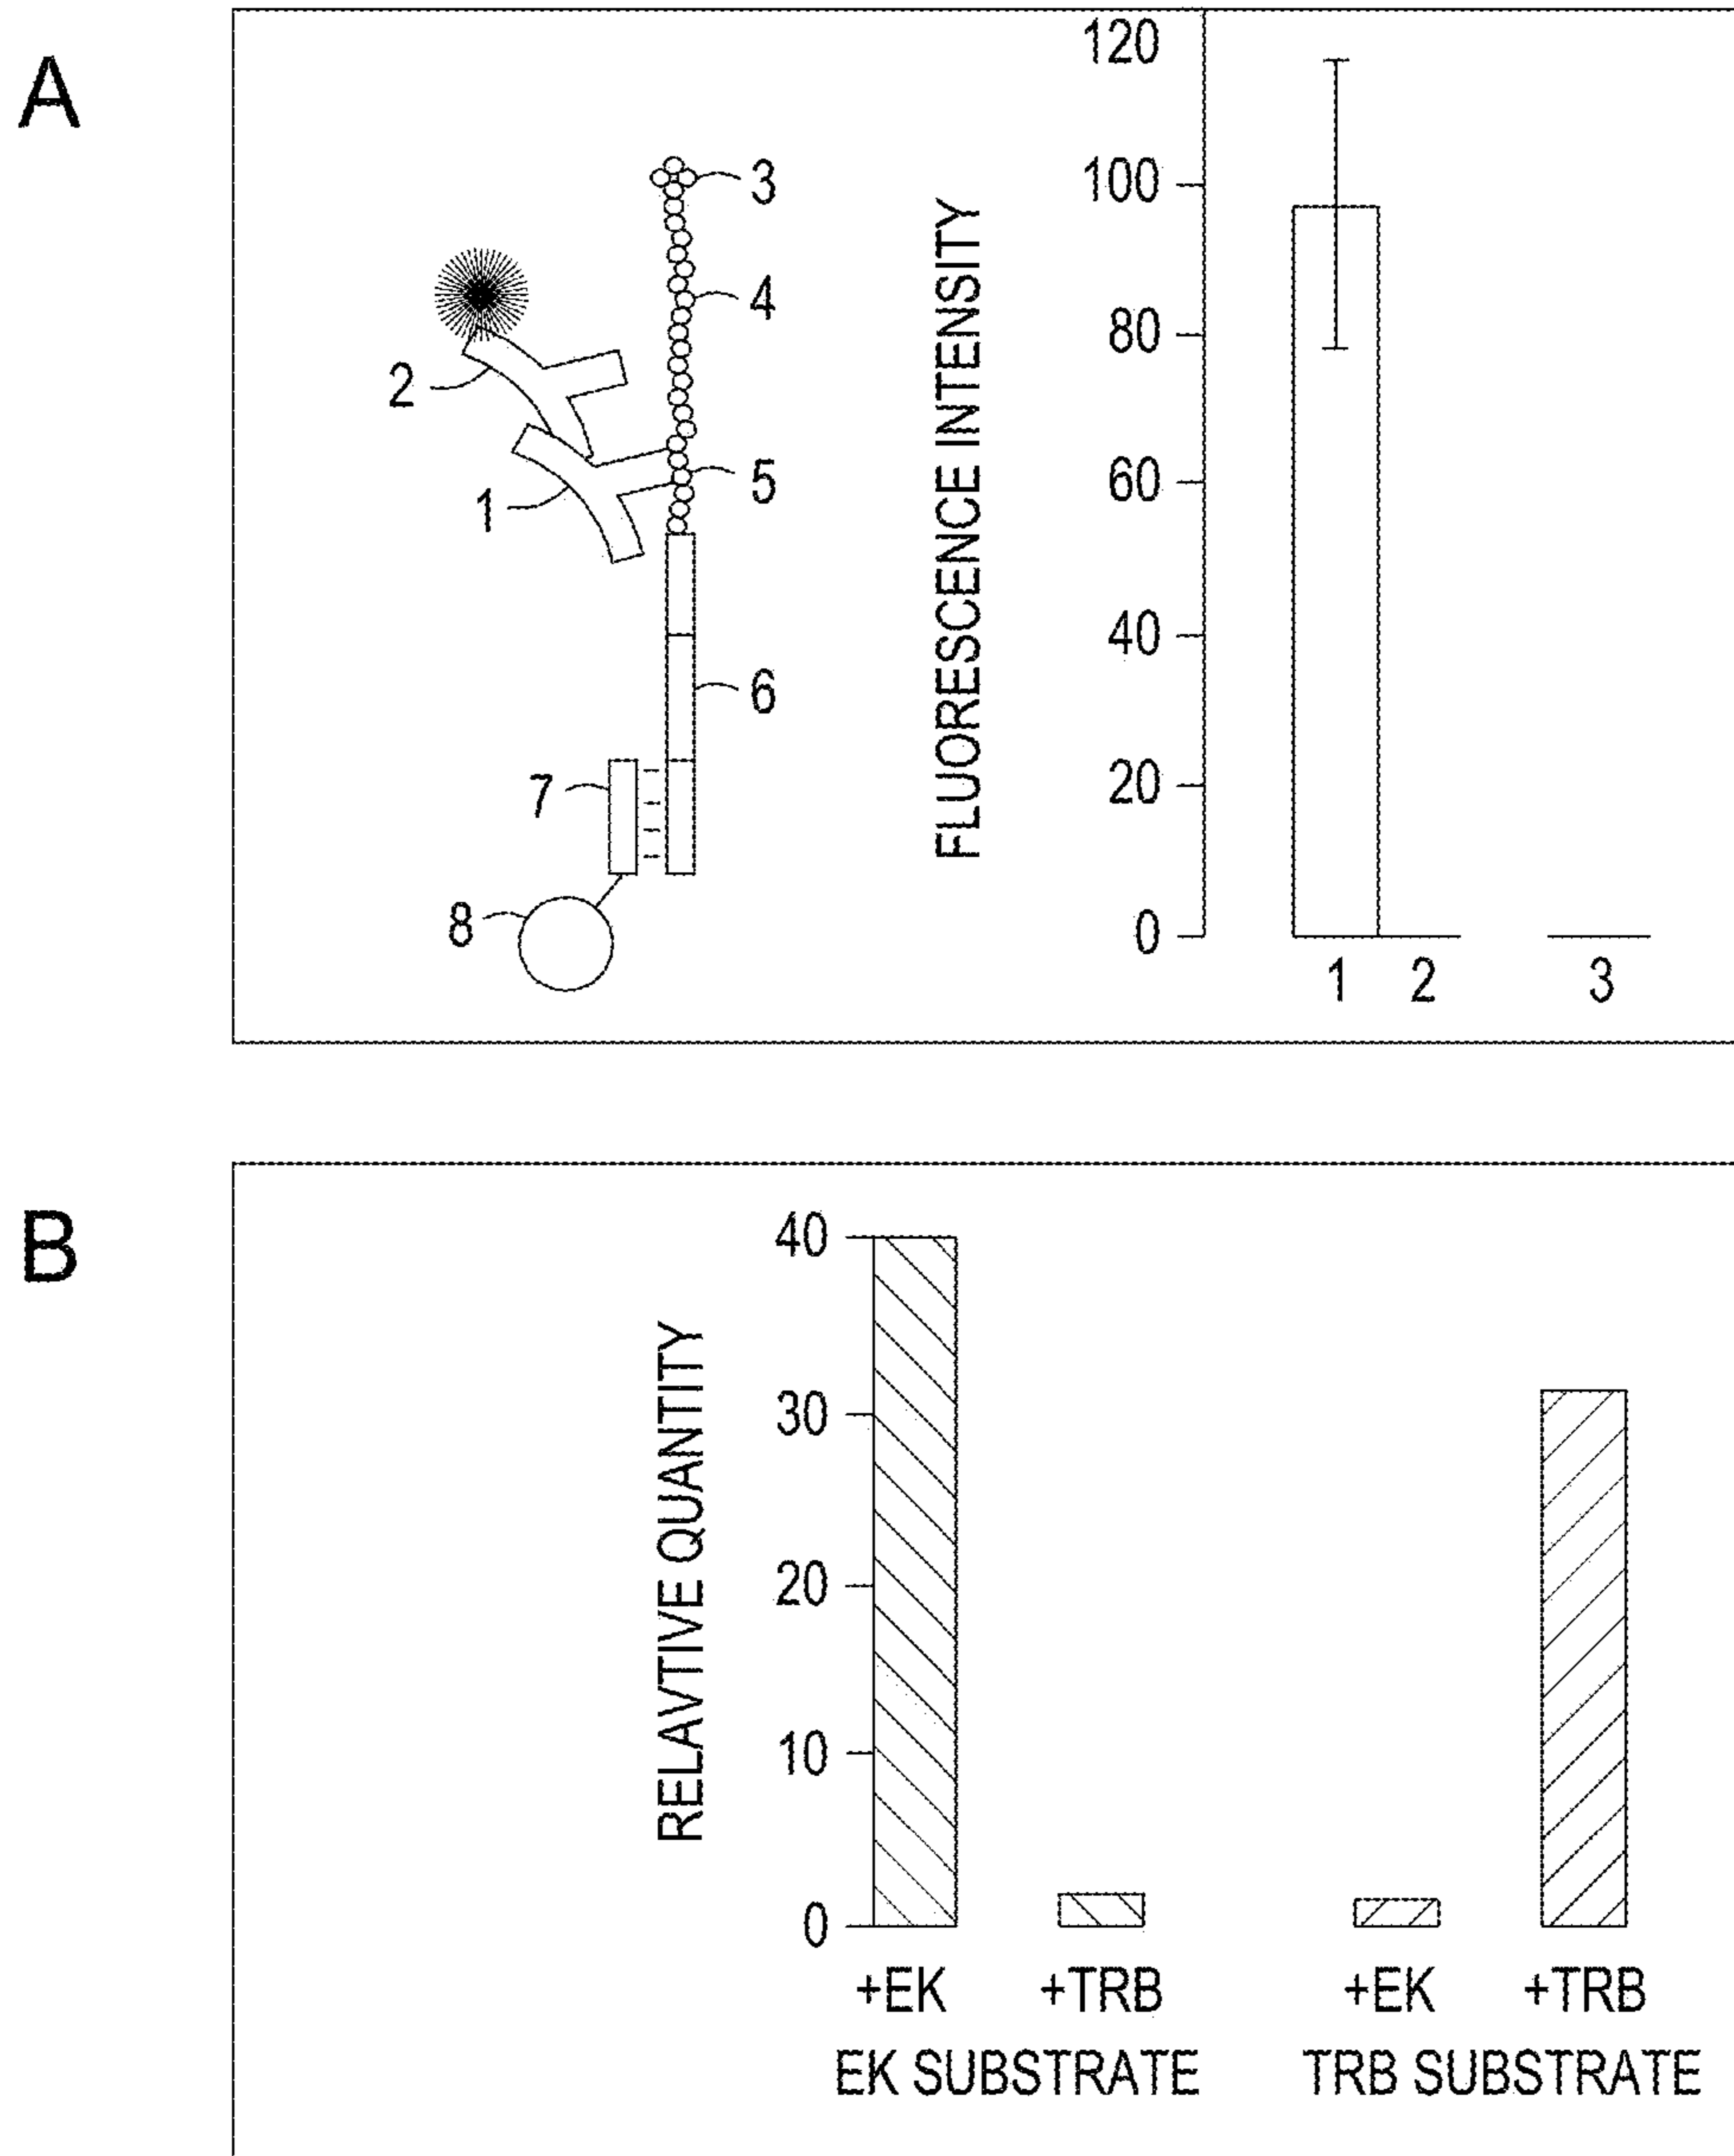 A
3
4
2
5
1
6
7
8
FLUORESCENCE INTENSITY
120
100
80
60
40
20
0
1 2 3
B
RELAVTIVE QUANTITY
40
30
20
10
0
+EK +TRB +EK +TRB
EK SUBSTRATE TRB SUBSTRATE